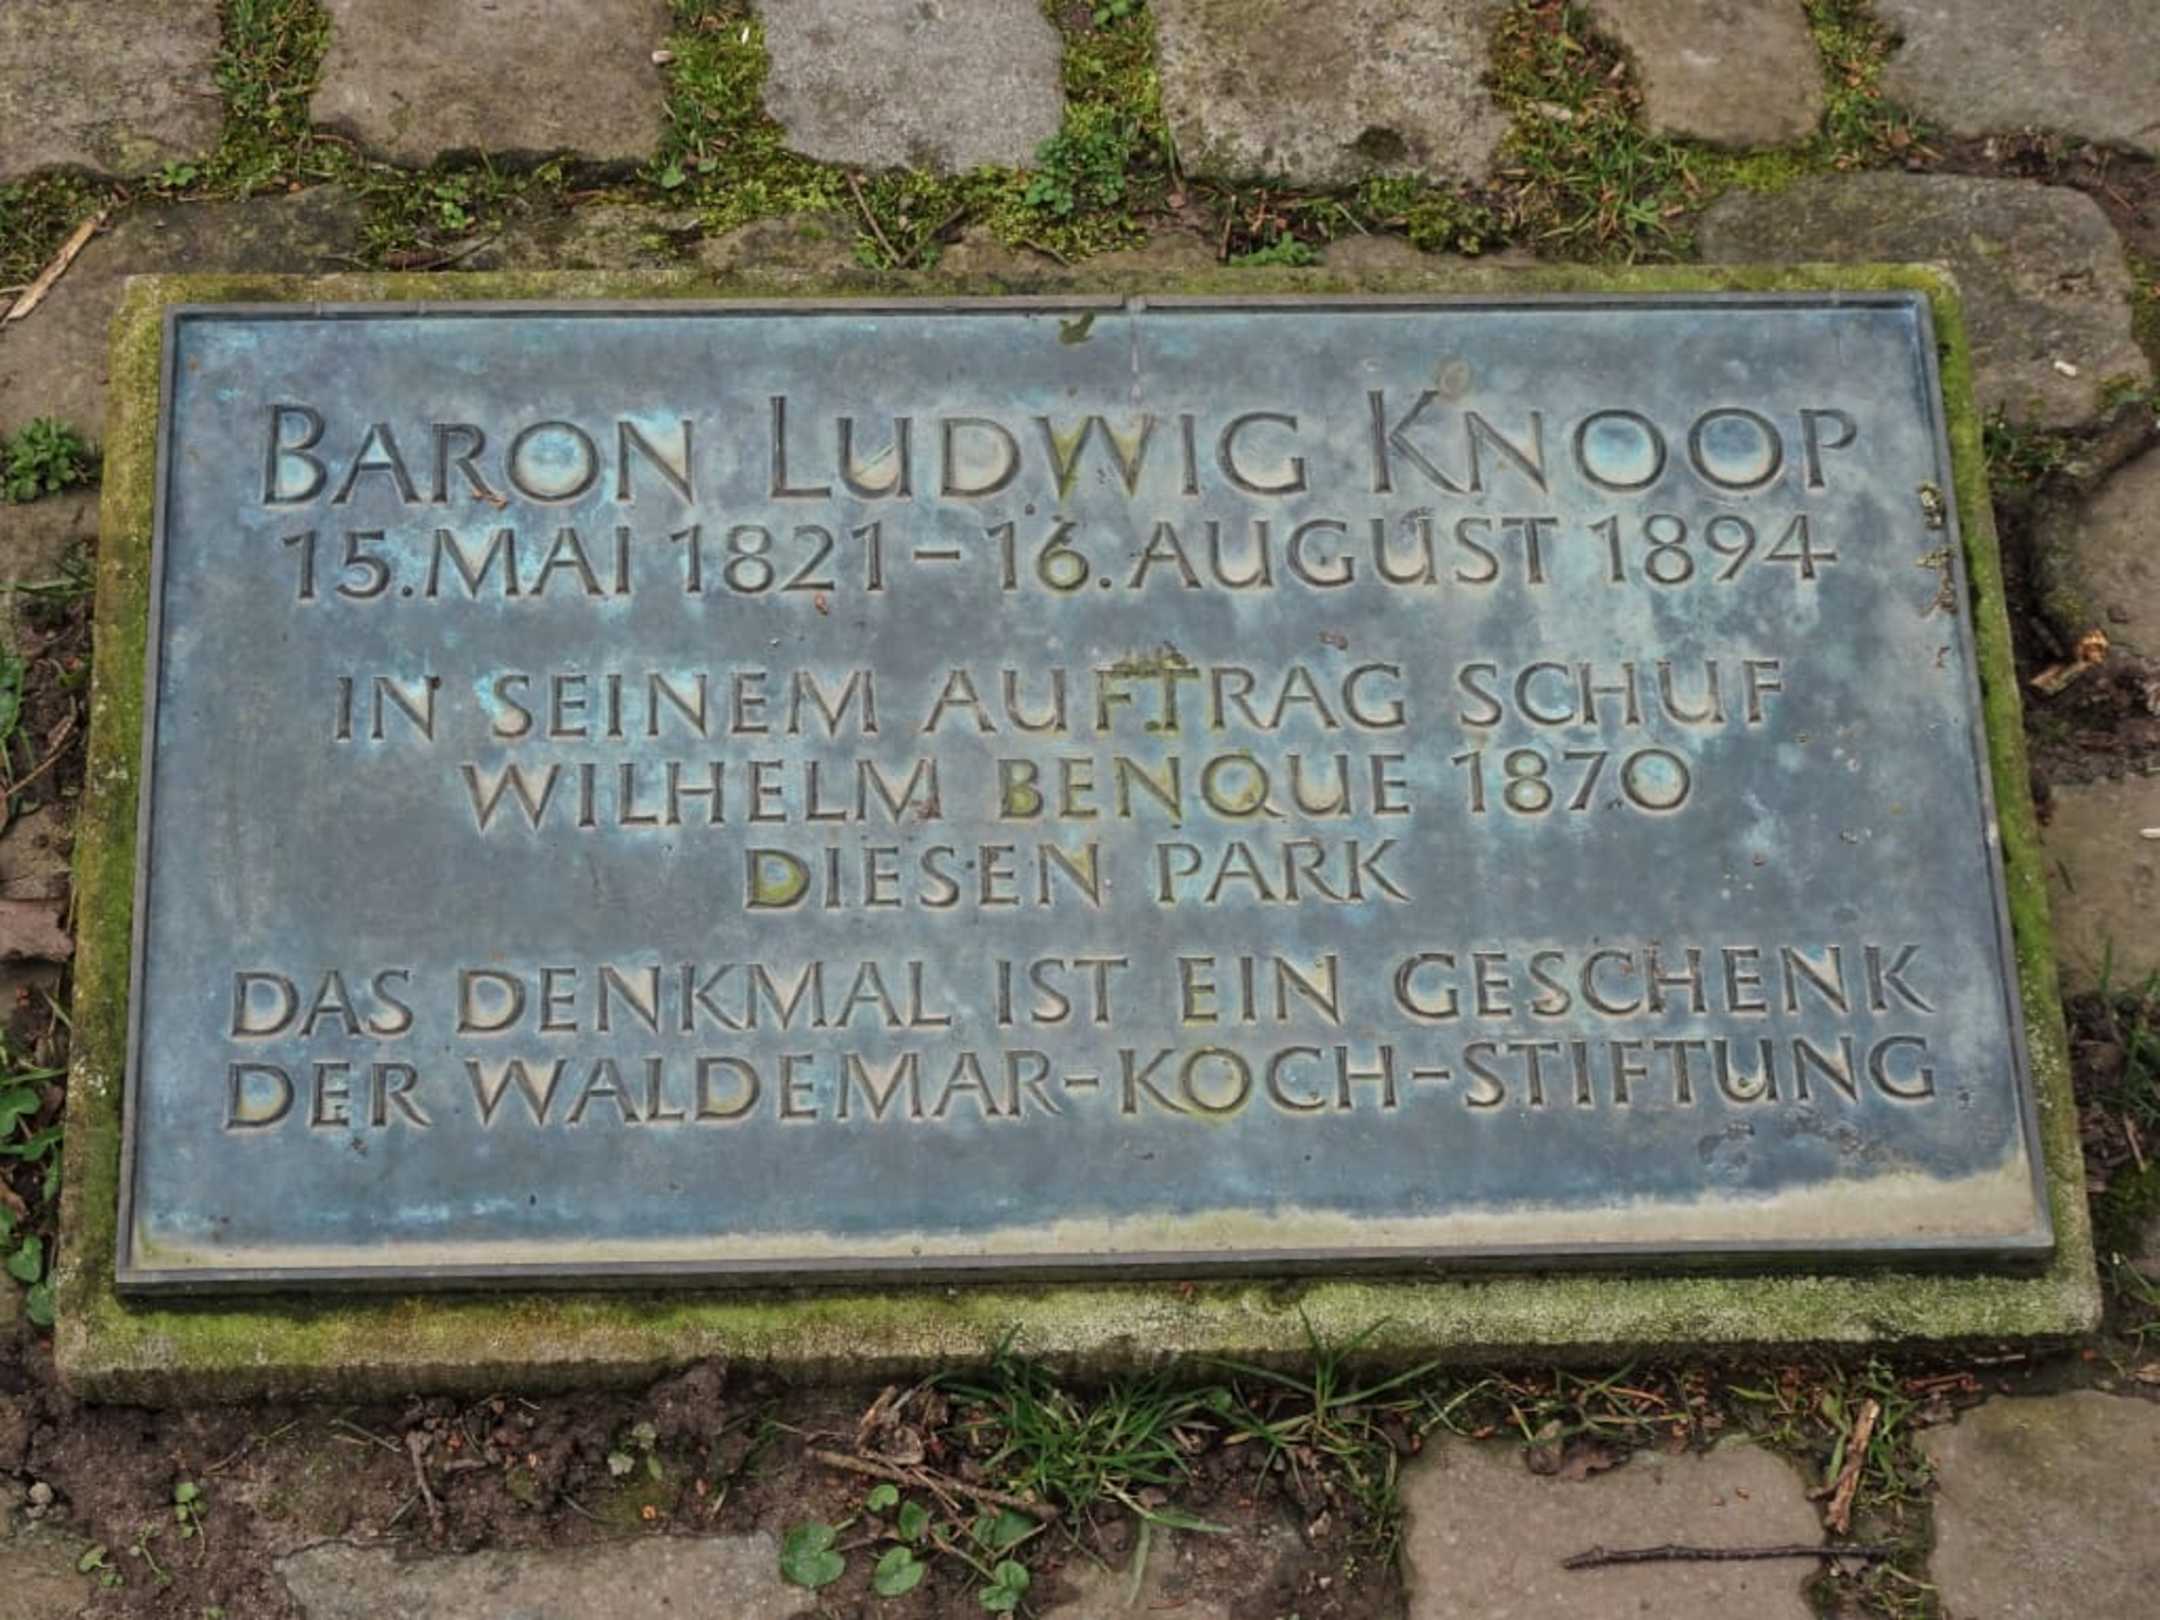 BARON LUDWIG KNOOP
15. MAI 1821 – 16. AUGUST 1894
IN SEINEM AUFTRAG SCHUF
WILHELM BENQUE 1870
DIESEN PARK
DAS DENKMAL IST EIN GESCHENK
DER WALDEMAR-KOCH-STIFTUNG